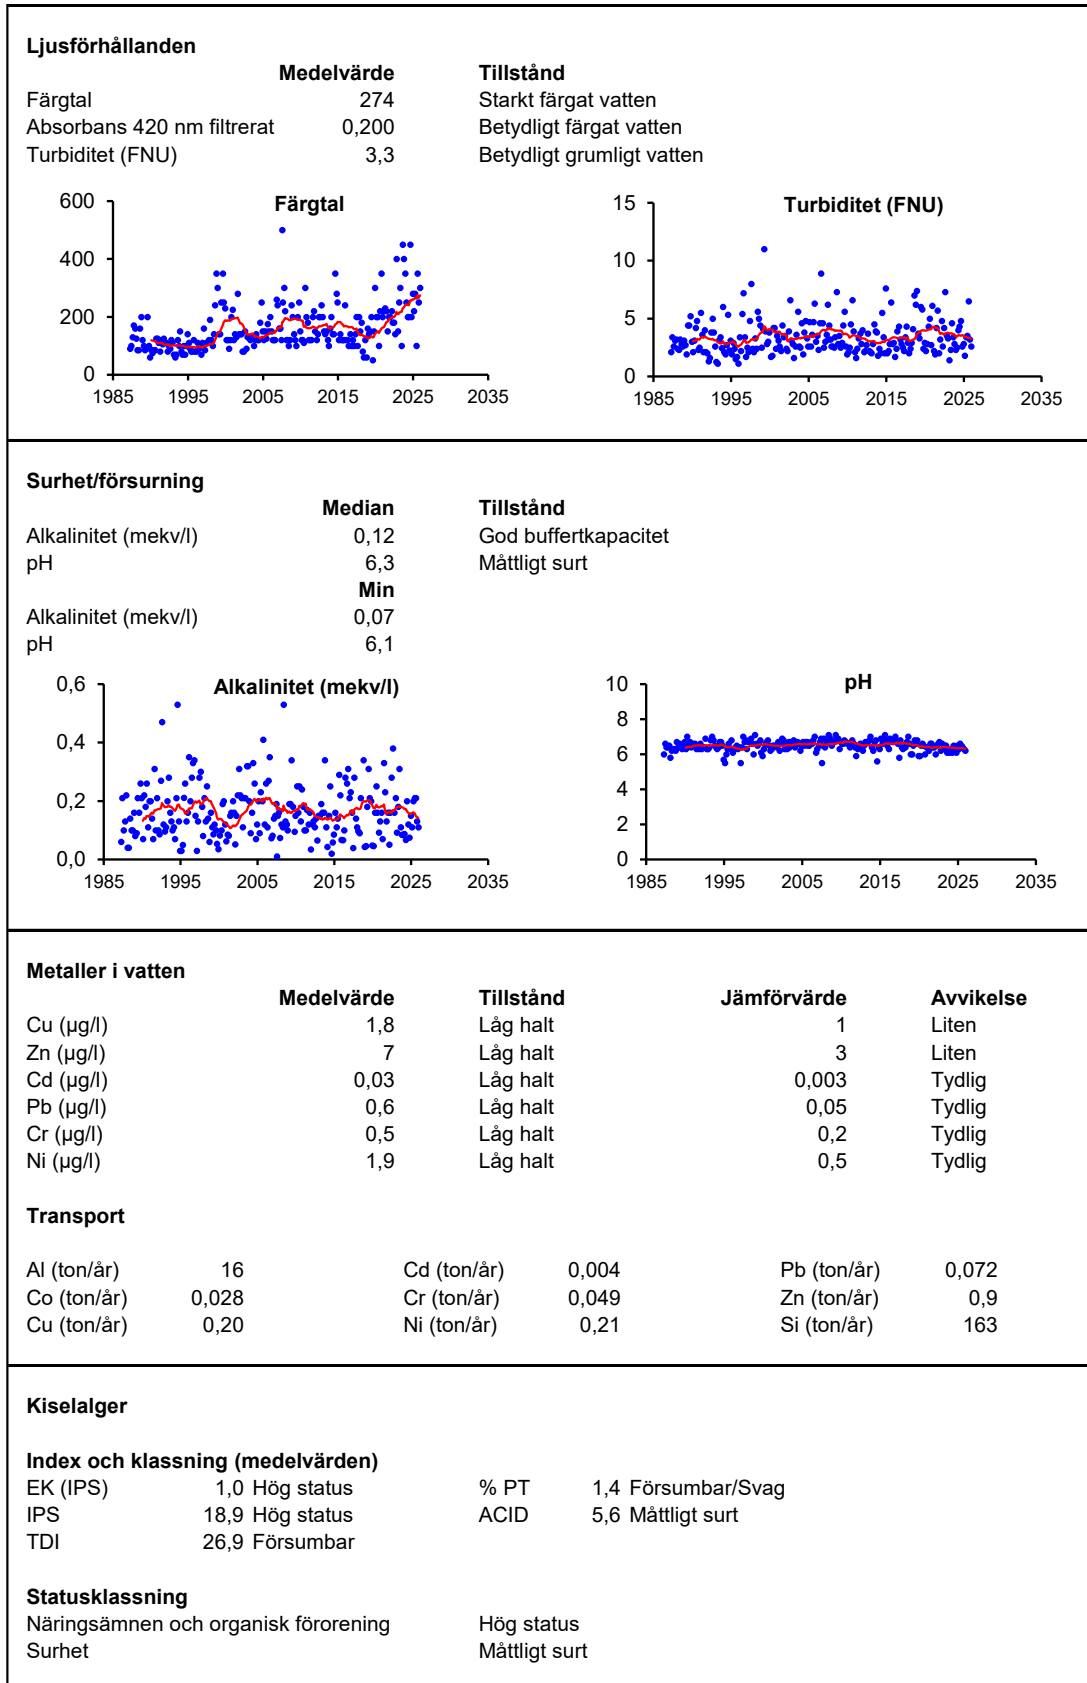 Ljusförhållanden
Medelvärde Tillstånd
Färgtal 274 Starkt färgat vatten
Absorbans 420 nm filtrerat 0,200 Betydligt färgat vatten
Turbiditet (FNU) 3,3 Betydligt grumligt vatten
Färgtal
600
400
200
0
1985 1995 2005 2015 2025 2035
Turbiditet (FNU)
15
10
5
0
1985 1995 2005 2015 2025 2035
Surhet/försurning
Median Tillstånd
Alkalinitet (mekv/l) 0,12 God buffertkapacitet
pH 6,3 Måttligt surt
Min
Alkalinitet (mekv/l) 0,07
pH 6,1
Alkalinitet (mekv/l)
0,6
0,4
0,2
0,0
1985 1995 2005 2015 2025 2035
pH
10
8
6
4
2
0
1985 1995 2005 2015 2025 2035
Metaller i vatten
Medelvärde Tillstånd Jämförvärde Avvikelse
Cu (µg/l) 1,8 Låg halt 1 Liten
Zn (µg/l) 7 Låg halt 3 Liten
Cd (µg/l) 0,03 Låg halt 0,003 Tydlig
Pb (µg/l) 0,6 Låg halt 0,05 Tydlig
Cr (µg/l) 0,5 Låg halt 0,2 Tydlig
Ni (µg/l) 1,9 Låg halt 0,5 Tydlig
Transport
Al (ton/år) 16 Cd (ton/år) 0,004 Pb (ton/år) 0,072
Co (ton/år) 0,028 Cr (ton/år) 0,049 Zn (ton/år) 0,9
Cu (ton/år) 0,20 Ni (ton/år) 0,21 Si (ton/år) 163
Kiselalger
Index och klassning (medelvärden)
EK (IPS) 1,0 Hög status % PT 1,4 Försumbar/Svag
IPS 18,9 Hög status ACID 5,6 Måttligt surt
TDI 26,9 Försumbar
Statusklassning
Näringsämnen och organisk förorening Hög status
Surhet Måttligt surt